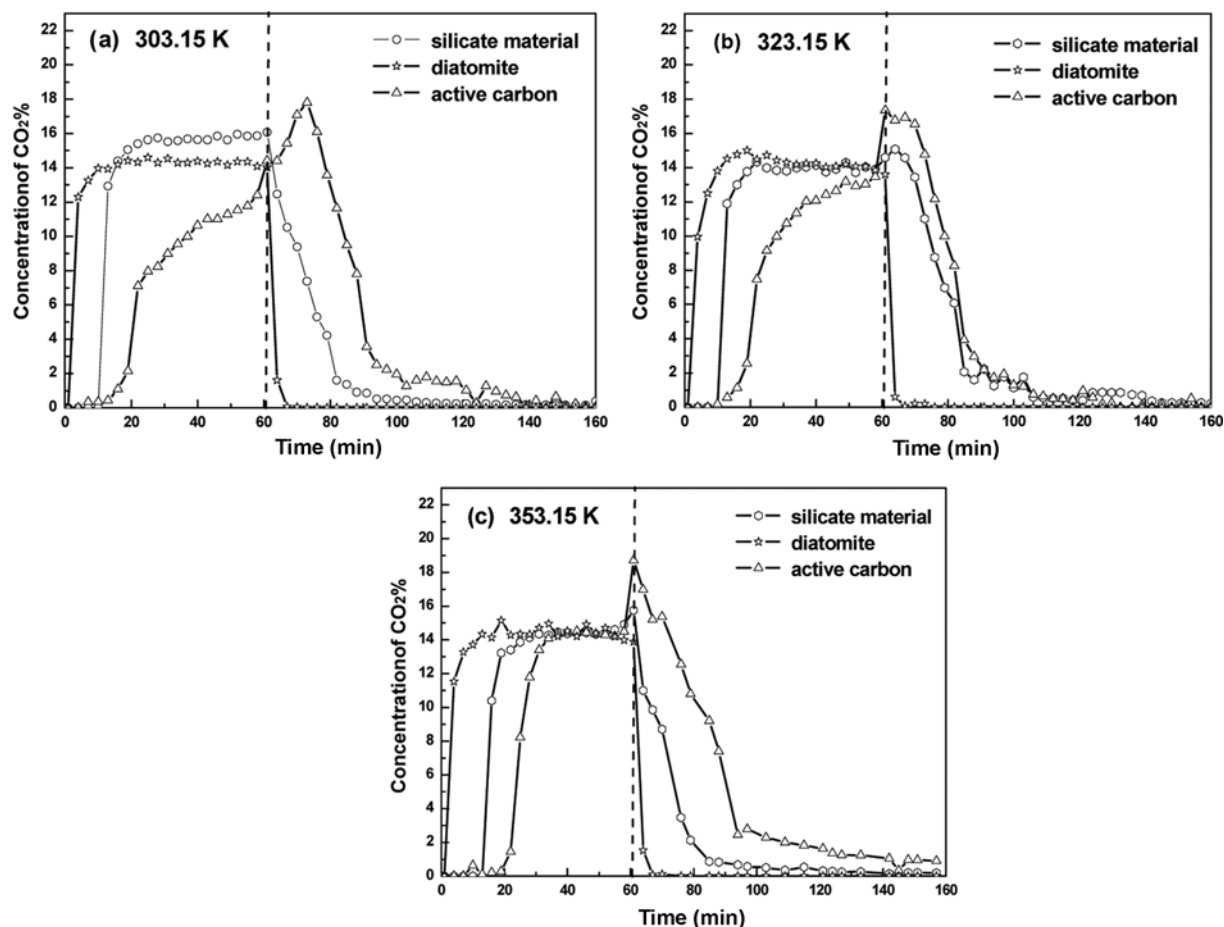 (a) 303.15 K
silicate material
diatomite
active carbon
Concentrationof CO₂%
22
20
18
16
14
12
10
8
6
4
2
0
0 20 40 60 80 100 120 140 160
Time (min)
(b) 323.15 K
silicate material
diatomite
active carbon
Concentrationof CO₂%
22
20
18
16
14
12
10
8
6
4
2
0
0 20 40 60 80 100 120 140 160
Time (min)
(c) 353.15 K
silicate material
diatomite
active carbon
Concentrationof CO₂%
22
20
18
16
14
12
10
8
6
4
2
0
0 20 40 60 80 100 120 140 160
Time (min)